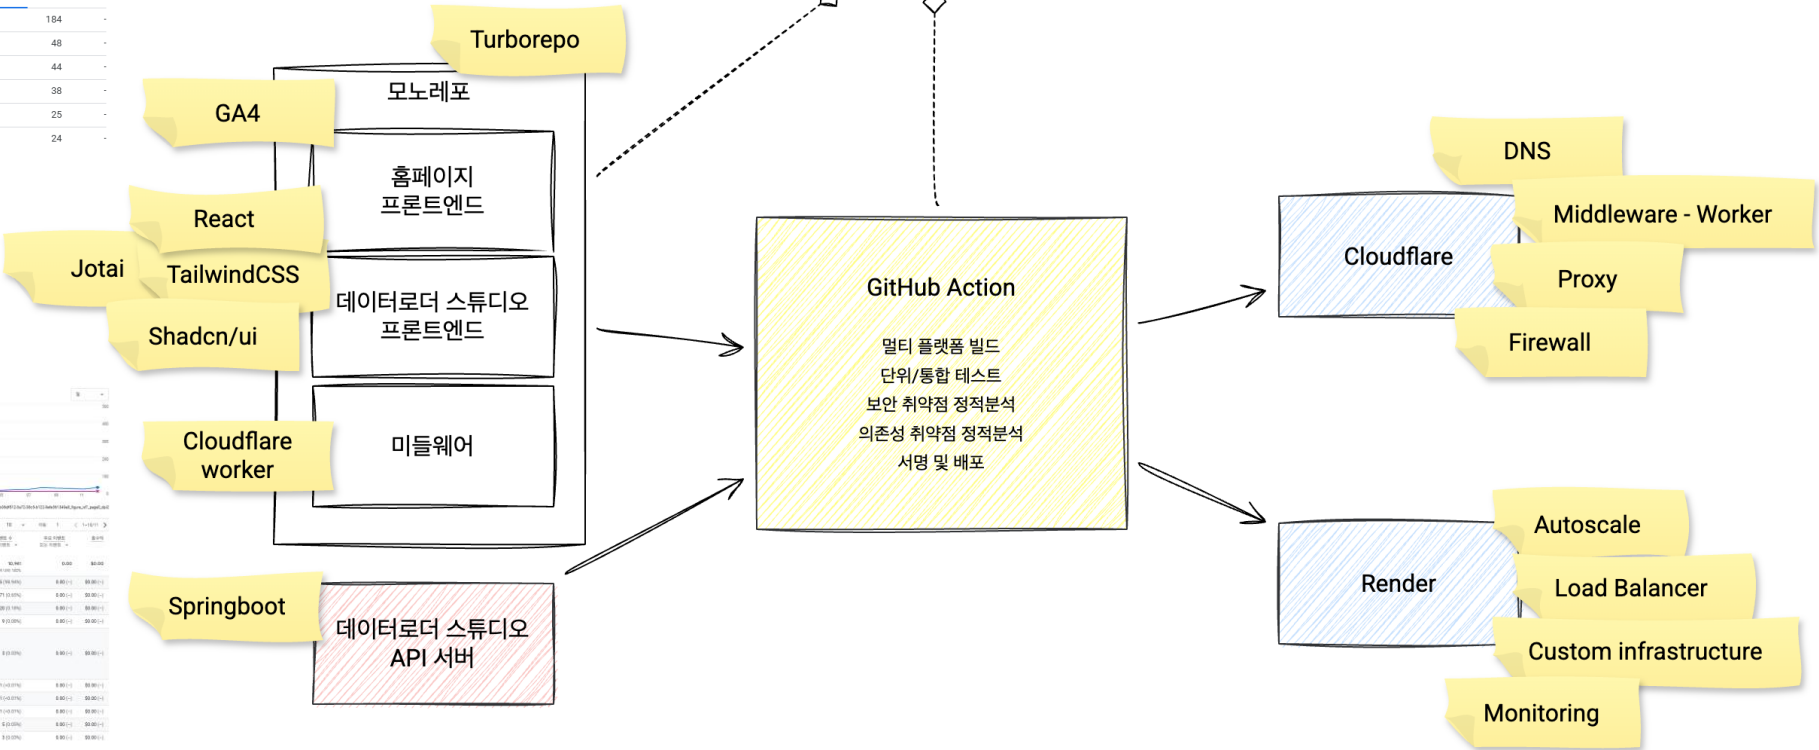 184
48
44
38
25
24
Turborepo
모노레포
GA4
홈페이지
프론트엔드
React
Jotai
TailwindCSS
Shadcn/ui
데이터로더 스튜디오
프론트엔드
Cloudflare
worker
미들웨어
Springboot
데이터로더 스튜디오
API 서버
GitHub Action
멀티 플랫폼 빌드
단위/통합 테스트
보안 취약점 정적분석
의존성 취약점 정적분석
서명 및 배포
Cloudflare
DNS
Middleware - Worker
Proxy
Firewall
Render
Autoscale
Load Balancer
Custom infrastructure
Monitoring